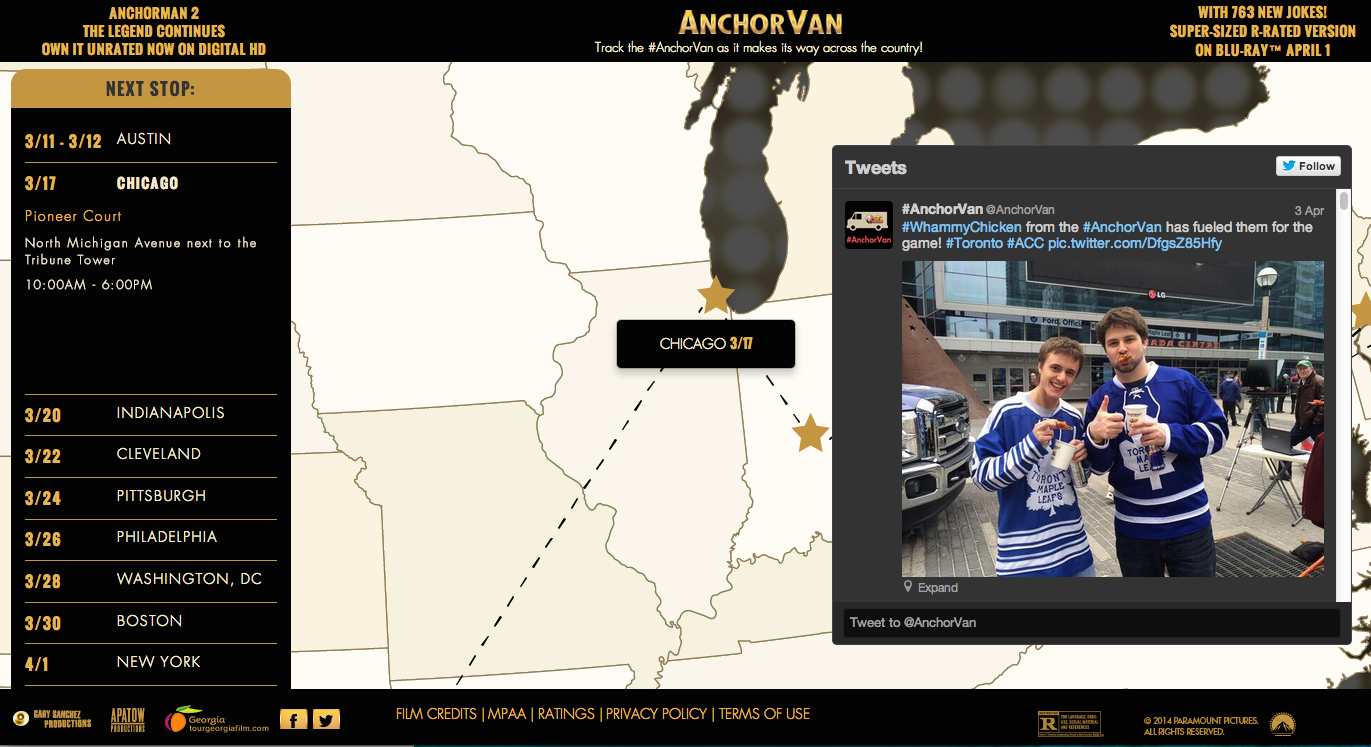 ANCHORMAN 2
THE LEGEND CONTINUES
OWN IT UNRATED NOW ON DIGITAL HD
ANCHORVAN
Track the #AnchorVan as it makes its way across the country!
WITH 763 NEW JOKES!
SUPER-SIZED R-RATED VERSION
ON BLU-RAY™ APRIL 1
NEXT STOP:
3/11 - 3/12 AUSTIN
3/17 CHICAGO
Pioneer Court
North Michigan Avenue next to the
Tribune Tower
10:00AM - 6:00PM
3/20 INDIANAPOLIS
3/22 CLEVELAND
3/24 PITTSBURGH
3/26 PHILADELPHIA
3/28 WASHINGTON, DC
3/30 BOSTON
4/1 NEW YORK
CHICAGO 3/17
Tweets
Follow
#AnchorVan @AnchorVan 3 Apr
#WhammyChicken from the #AnchorVan has fueled them for the
game! #Toronto #ACC pic.twitter.com/DfgsZ85Hfy
#AnchorVan
LG
Ford
TORONTO
MAPLE
LEAFS
Expand
Tweet to @AnchorVan
GARY SANCHEZ
PRODUCTIONS
APATOW
PRODUCTIONS
Georgia
tourgeorgiafilm.com
FILM CREDITS | MPAA | RATINGS | PRIVACY POLICY | TERMS OF USE
R
© 2014 PARAMOUNT PICTURES.
ALL RIGHTS RESERVED.